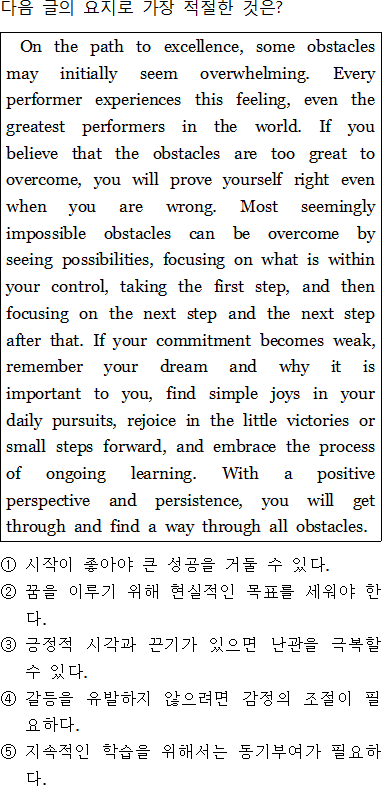 다음 글의 요지로 가장 적절한 것은?
On the path to excellence, some obstacles
may initially seem overwhelming. Every
performer experiences this feeling, even the
greatest performers in the world. If you
believe that the obstacles are too great to
overcome, you will prove yourself right even
when you are wrong. Most seemingly
impossible obstacles can be overcome by
seeing possibilities, focusing on what is within
your control, taking the first step, and then
focusing on the next step and the next step
after that. If your commitment becomes weak,
remember your dream and why it is
important to you, find simple joys in your
daily pursuits, rejoice in the little victories or
small steps forward, and embrace the process
of ongoing learning. With a positive
perspective and persistence, you will get
through and find a way through all obstacles.
① 시작이 좋아야 큰 성공을 거둘 수 있다.
② 꿈을 이루기 위해 현실적인 목표를 세워야 한
다.
③ 긍정적 시각과 끈기가 있으면 난관을 극복할
수 있다.
④ 갈등을 유발하지 않으려면 감정의 조절이 필
요하다.
⑤ 지속적인 학습을 위해서는 동기부여가 필요하
다.